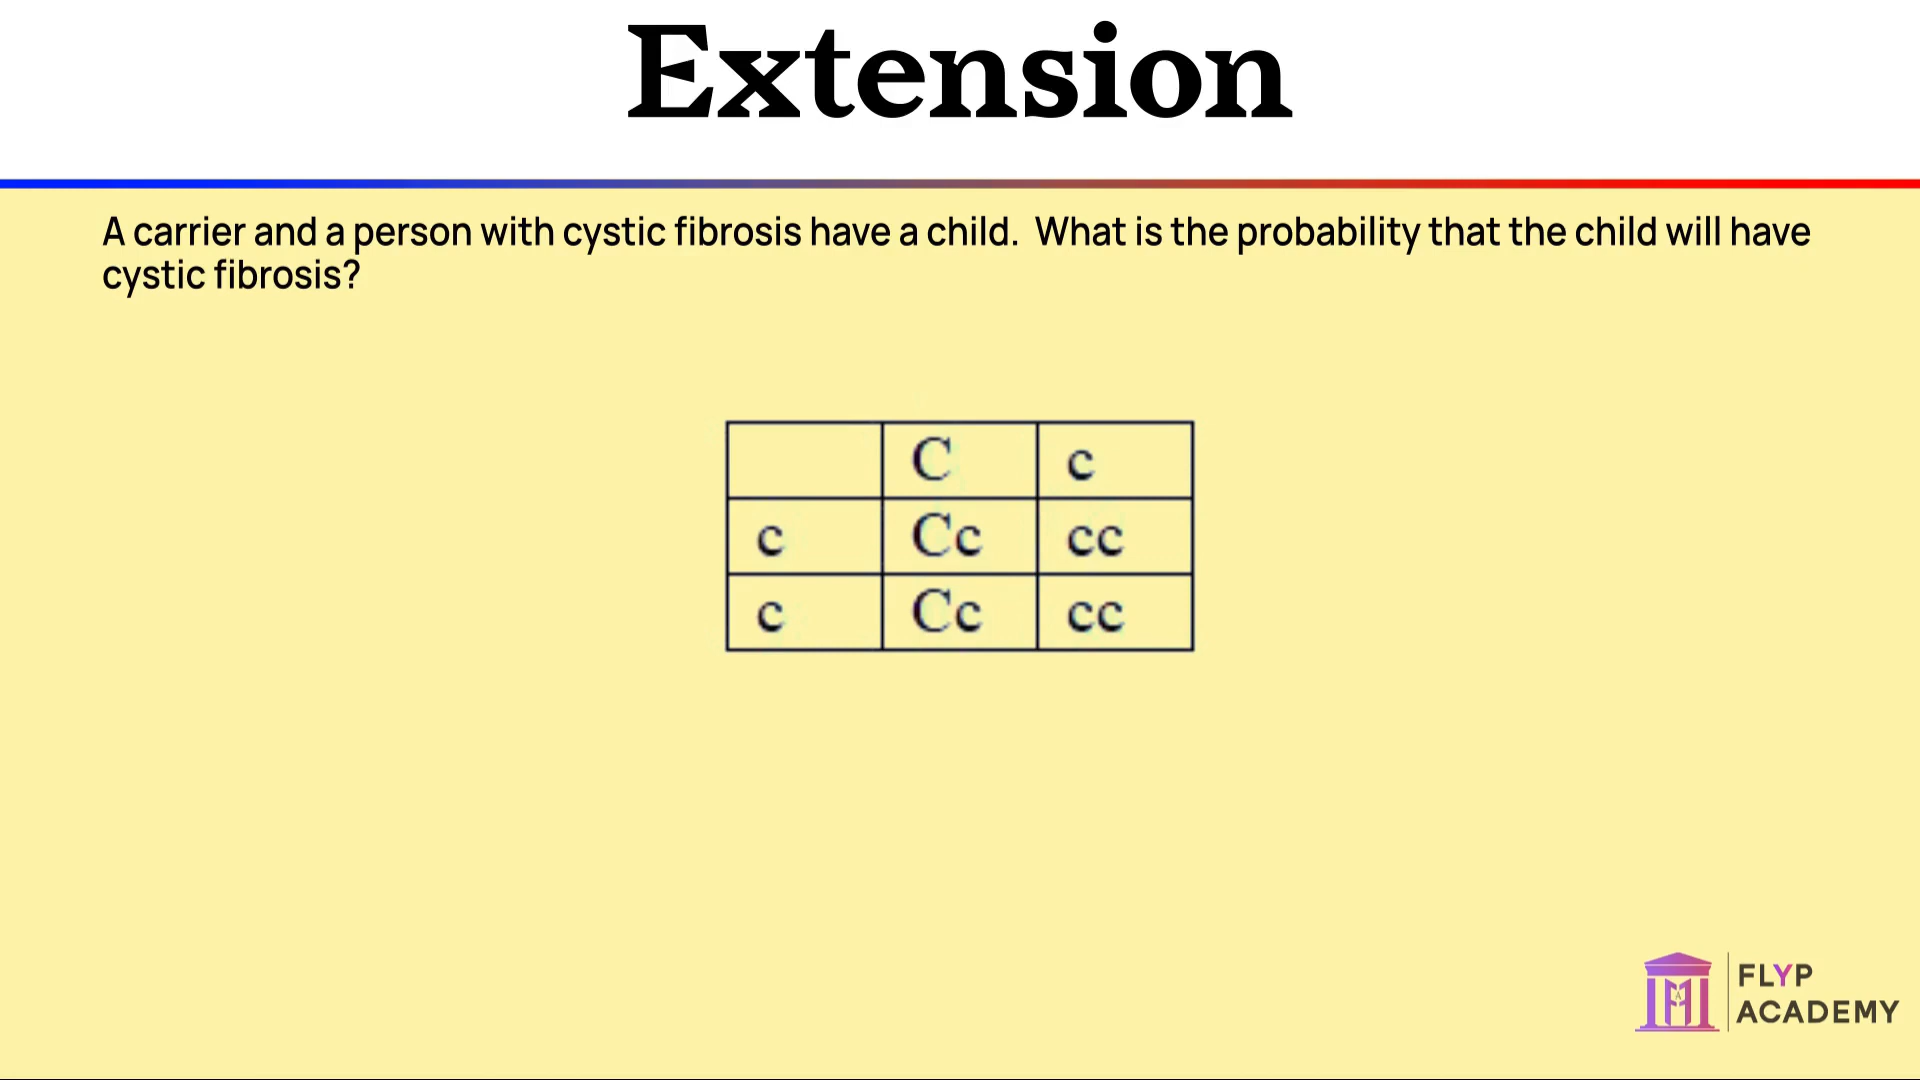 Extension
A carrier and a person with cystic fibrosis have a child.  What is the probability that the child will have
cystic fibrosis?
C c
c Cc cc
c Cc cc
FLYP
ACADEMY